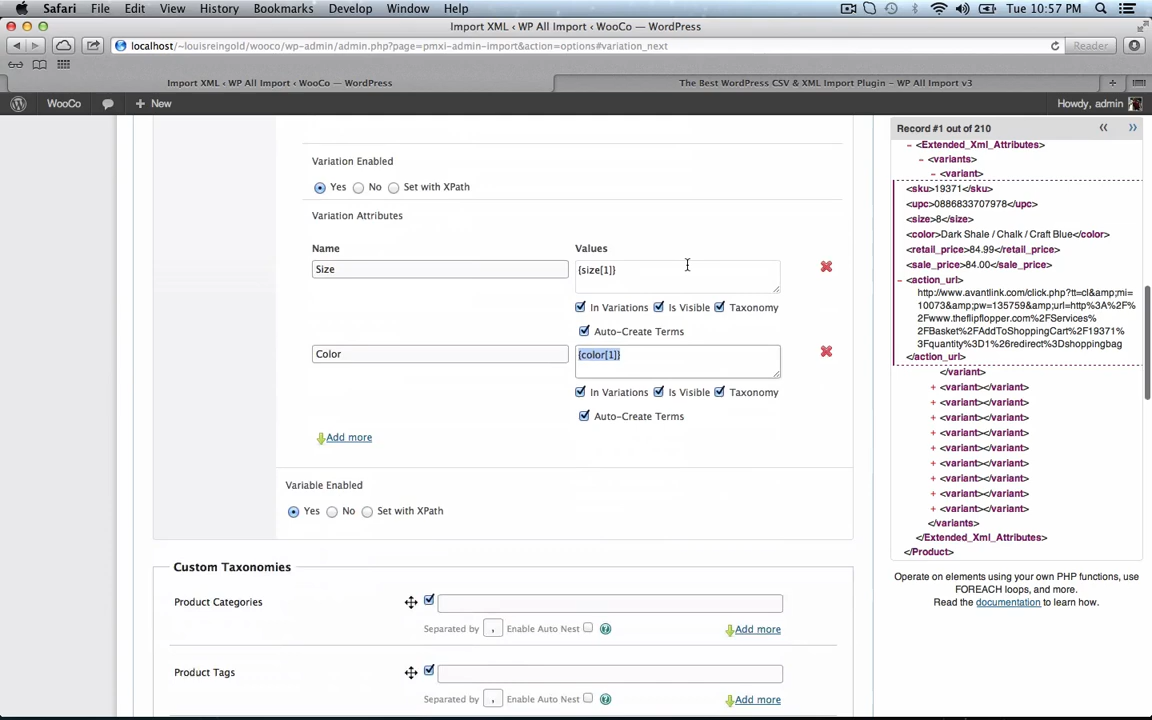 Safari File Edit View History Bookmarks Develop Window Help Tue 10:57 PM
Import XML ‹ WP All Import ‹ WooCo — WordPress
localhost/~louisreingold/wooco/wp-admin/admin.php?page=pmxi-admin-import&action=options#variation_next Reader
Import XML ‹ WP All Import ‹ WooCo — WordPress The Best WordPress CSV & XML Import Plugin – WP All Import v3
WooCo + New Howdy, admin
Variation Enabled
Yes No Set with XPath
Variation Attributes
Name Values
Size {size[1]}
In Variations Is Visible Taxonomy
Auto-Create Terms
Color {color[1]}
In Variations Is Visible Taxonomy
Auto-Create Terms
Add more
Variable Enabled
Yes No Set with XPath
Custom Taxonomies
Product Categories
Separated by , Enable Auto Nest ? Add more
Product Tags
Separated by , Enable Auto Nest ? Add more
Record #1 out of 210 « »
− <Extended_Xml_Attributes>
− <variants>
− <variant>
<sku>19371</sku>
<upc>0886833707978</upc>
<size>8</size>
<color>Dark Shale / Chalk / Craft Blue</color>
<retail_price>84.99</retail_price>
<sale_price>84.00</sale_price>
− <action_url>
http://www.avantlink.com/click.php?tt=cl&amp;mi=
10073&amp;pw=135759&amp;url=http%3A%2F%
2Fwww.theflipflopper.com%2FServices%
2FBasket%2FAddToShoppingCart%2F19371%
3Fquantity%3D1%26redirect%3Dshoppingbag
</action_url>
</variant>
+ <variant></variant>
+ <variant></variant>
+ <variant></variant>
+ <variant></variant>
+ <variant></variant>
+ <variant></variant>
+ <variant></variant>
+ <variant></variant>
+ <variant></variant>
</variants>
</Extended_Xml_Attributes>
</Product>
Operate on elements using your own PHP functions, use
FOREACH loops, and more.
Read the documentation to learn how.